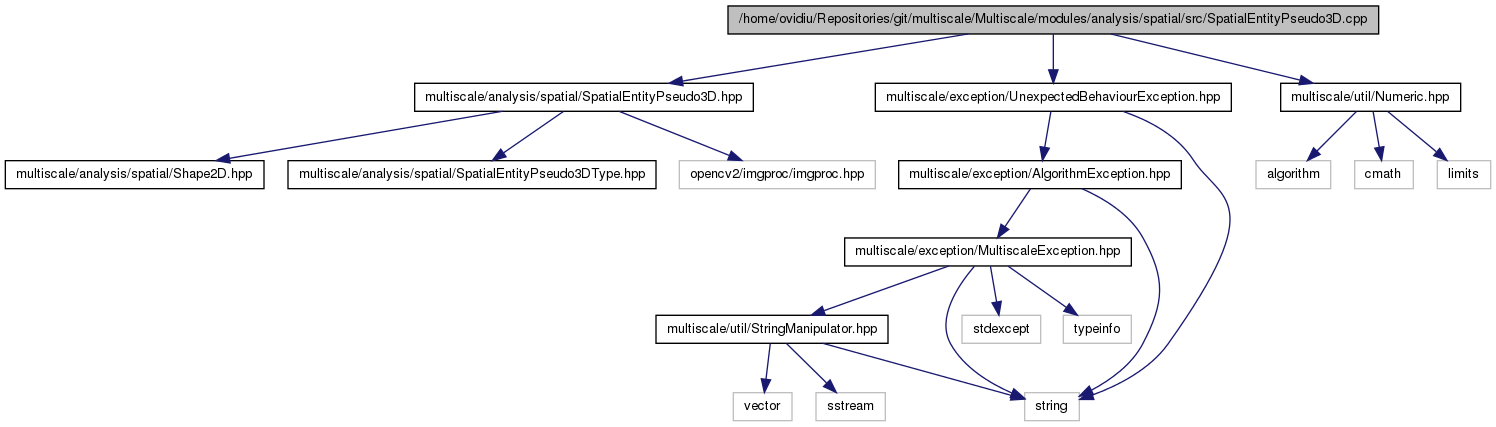 /home/ovidiu/Repositories/git/multiscale/Multiscale/modules/analysis/spatial/src/SpatialEntityPseudo3D.cpp
multiscale/analysis/spatial/SpatialEntityPseudo3D.hpp
multiscale/exception/UnexpectedBehaviourException.hpp
multiscale/util/Numeric.hpp
multiscale/analysis/spatial/Shape2D.hpp
multiscale/analysis/spatial/SpatialEntityPseudo3DType.hpp
opencv2/imgproc/imgproc.hpp
multiscale/exception/AlgorithmException.hpp
algorithm
cmath
limits
multiscale/exception/MultiscaleException.hpp
multiscale/util/StringManipulator.hpp
stdexcept
typeinfo
vector
sstream
string